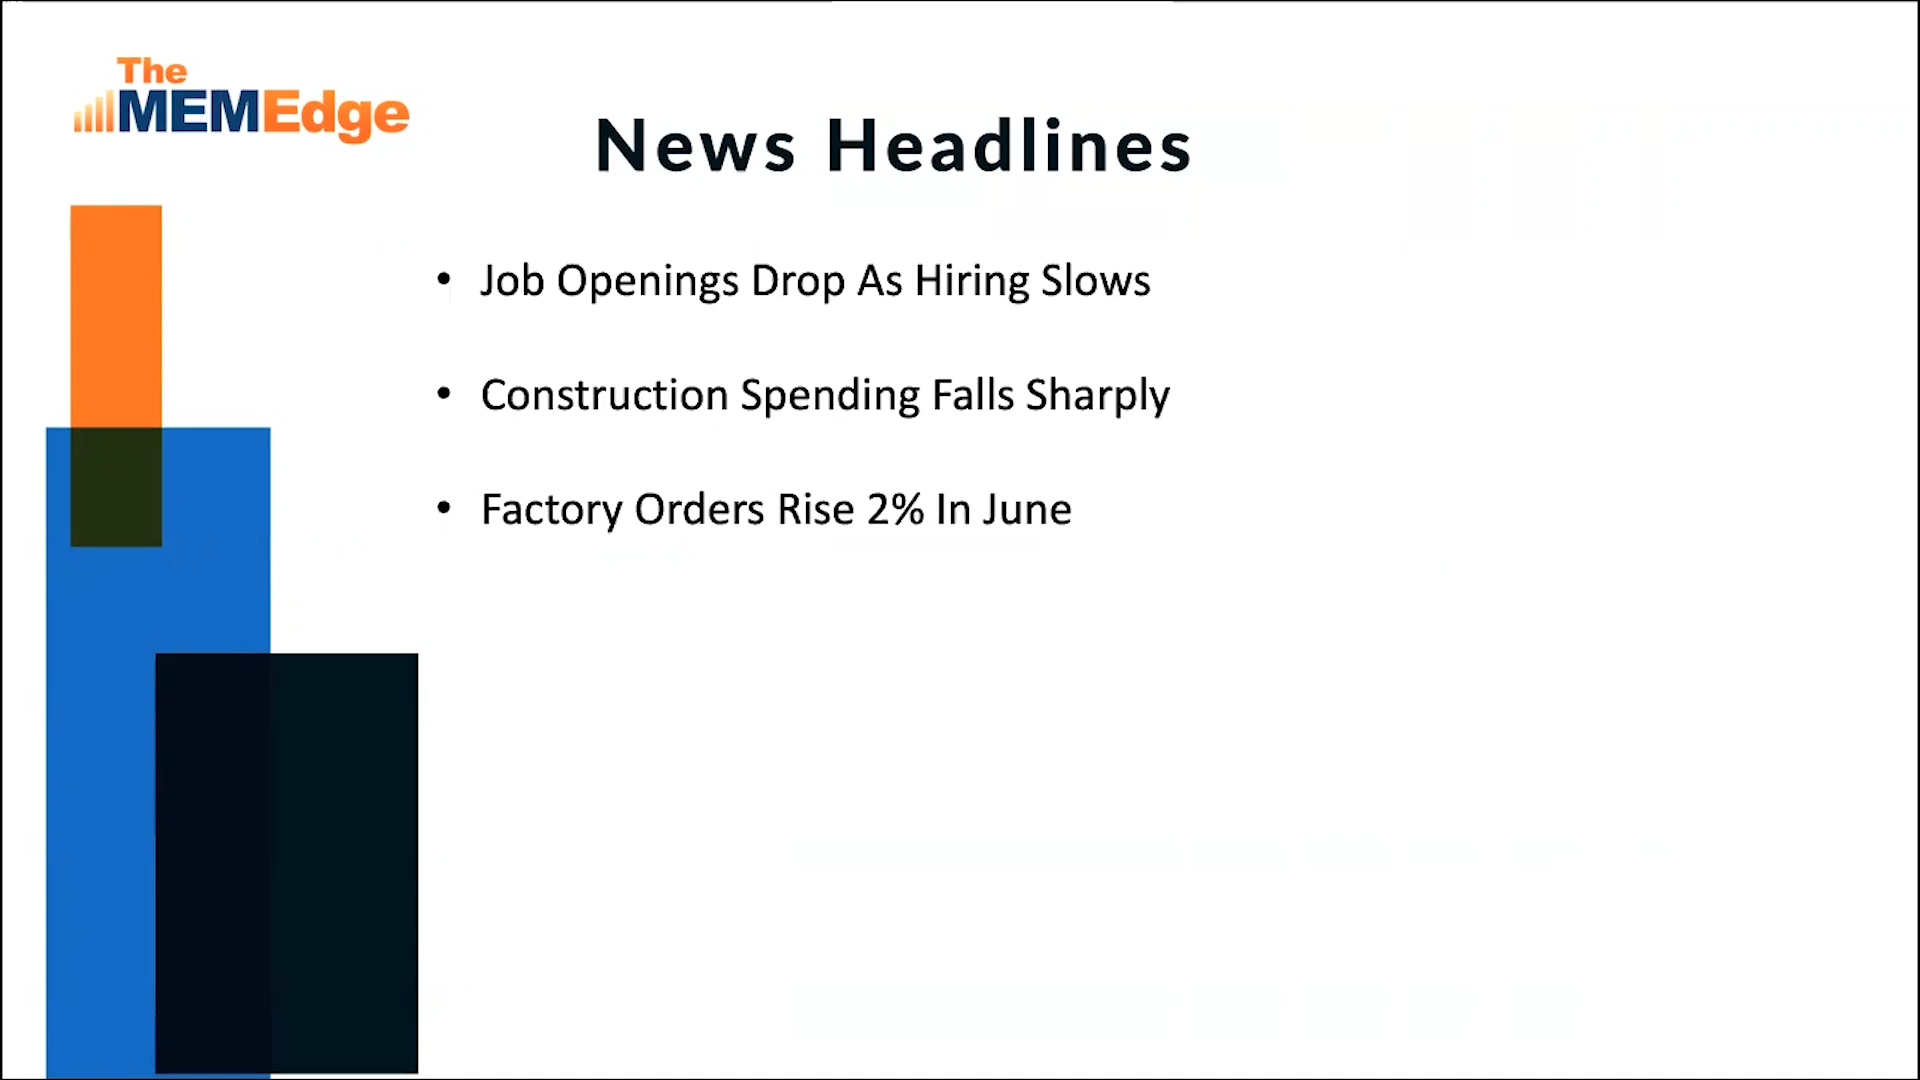 The
MEMEdge
News Headlines
• Job Openings Drop As Hiring Slows
• Construction Spending Falls Sharply
• Factory Orders Rise 2% In June